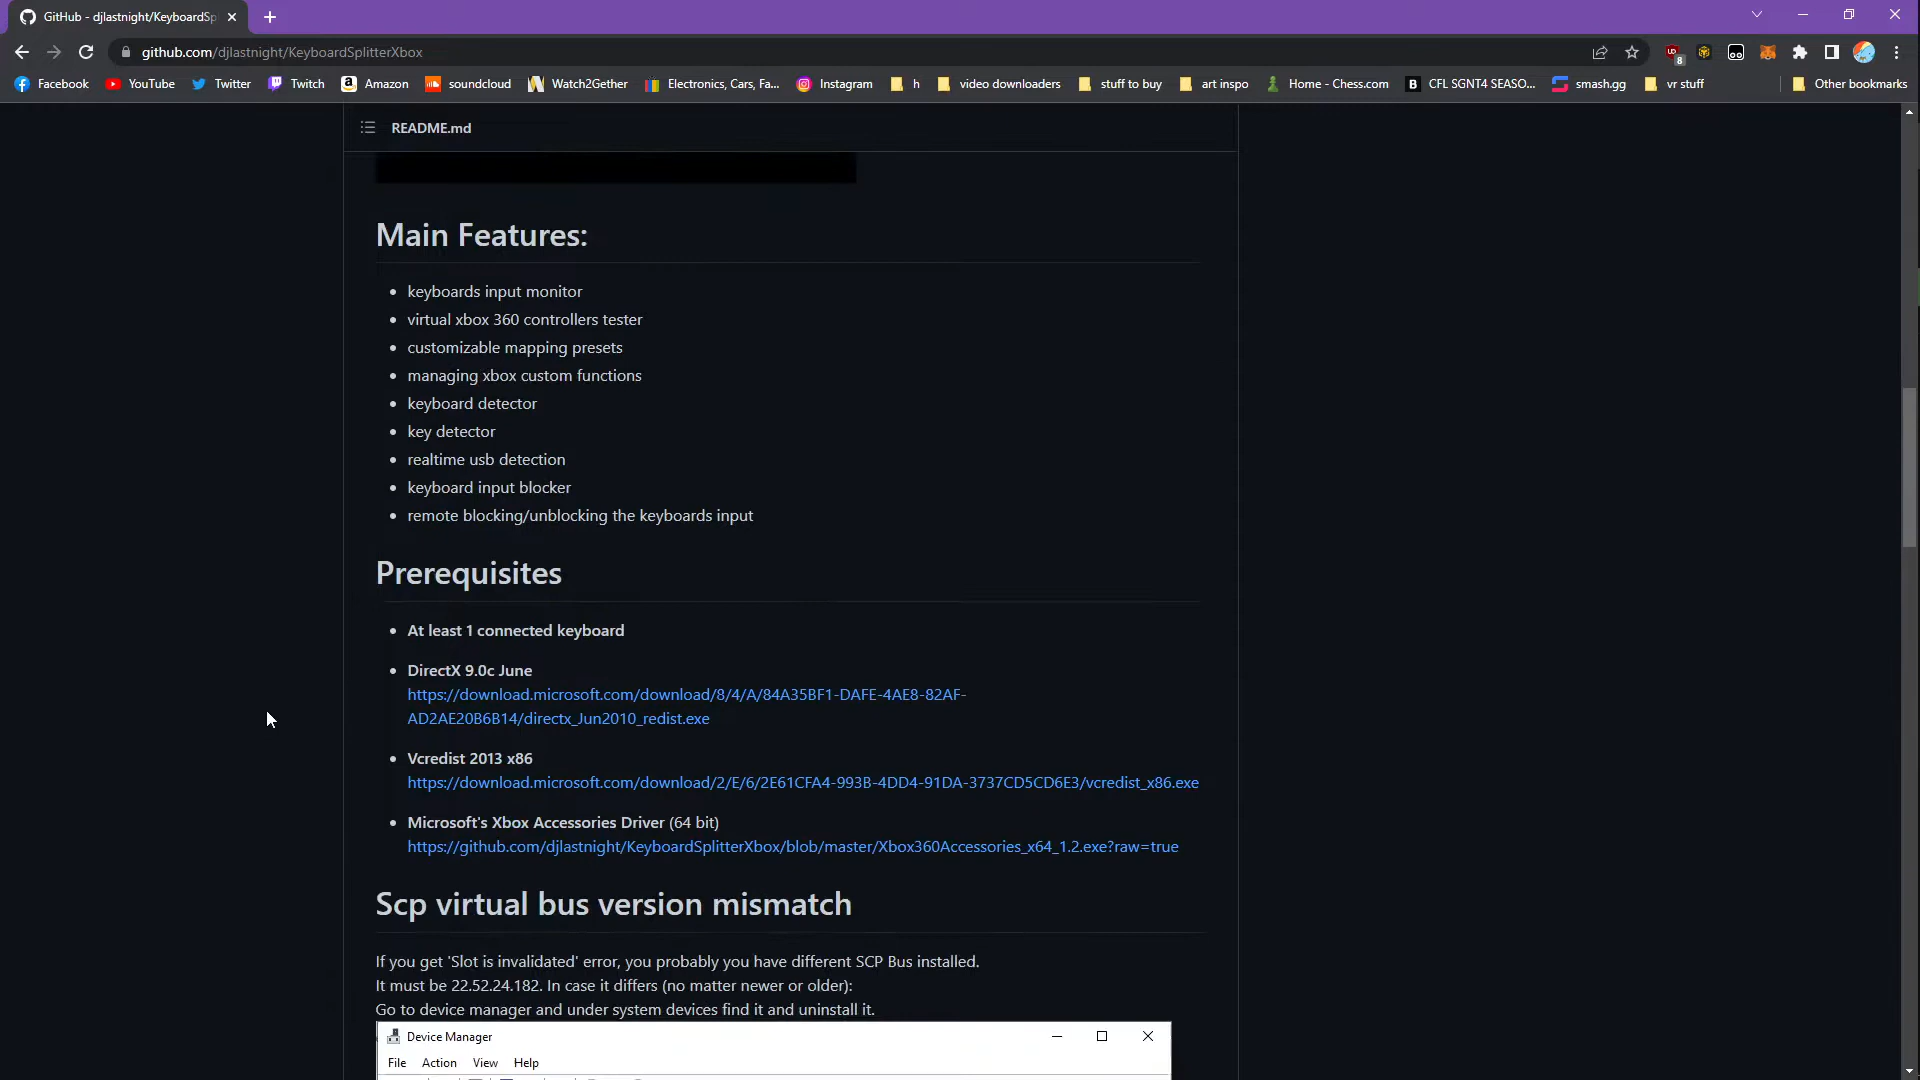 GitHub - djlastnight/KeyboardSp
github.com/djlastnight/KeyboardSplitterXbox
8
Facebook YouTube Twitter Twitch Amazon soundcloud Watch2Gether Electronics, Cars, Fa... Instagram h video downloaders stuff to buy art inspo Home - Chess.com CFL SGNT4 SEASO... smash.gg vr stuff Other bookmarks
README.md
Main Features:
keyboards input monitor
virtual xbox 360 controllers tester
customizable mapping presets
managing xbox custom functions
keyboard detector
key detector
realtime usb detection
keyboard input blocker
remote blocking/unblocking the keyboards input
Prerequisites
At least 1 connected keyboard
DirectX 9.0c June
https://download.microsoft.com/download/8/4/A/84A35BF1-DAFE-4AE8-82AF-
AD2AE20B6B14/directx_Jun2010_redist.exe
Vcredist 2013 x86
https://download.microsoft.com/download/2/E/6/2E61CFA4-993B-4DD4-91DA-3737CD5CD6E3/vcredist_x86.exe
Microsoft's Xbox Accessories Driver (64 bit)
https://github.com/djlastnight/KeyboardSplitterXbox/blob/master/Xbox360Accessories_x64_1.2.exe?raw=true
Scp virtual bus version mismatch
If you get 'Slot is invalidated' error, you probably you have different SCP Bus installed.
It must be 22.52.24.182. In case it differs (no matter newer or older):
Go to device manager and under system devices find it and uninstall it.
Device Manager
File Action View Help